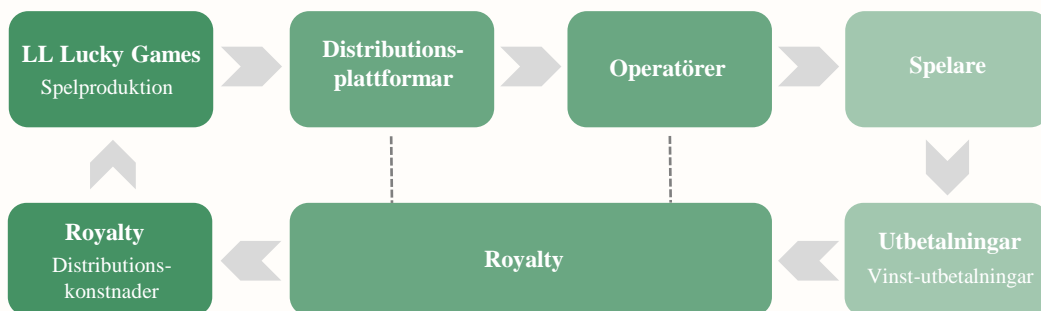 LL Lucky Games
Spelproduktion
Distributions-
plattformar
Operatörer
Spelare
Royalty
Distributions-
konstnader
Royalty
Utbetalningar
Vinst-utbetalningar